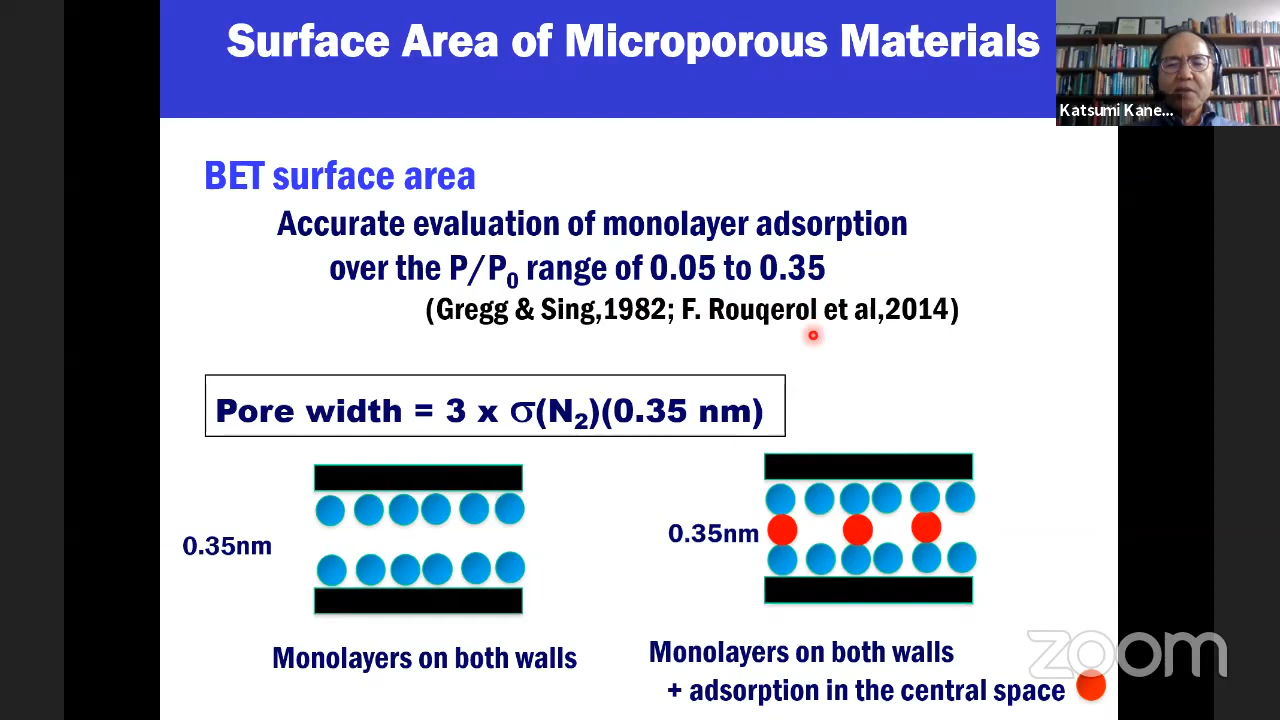 Surface Area of Microporous Materials
Katsumi Kane...
BET surface area
Accurate evaluation of monolayer adsorption
over the P/P₀ range of 0.05 to 0.35
(Gregg & Sing,1982; F. Rouqerol et al,2014)
Pore width = 3 x σ(N₂)(0.35 nm)
0.35nm
0.35nm
Monolayers on both walls
Monolayers on both walls
+ adsorption in the central space
zoom